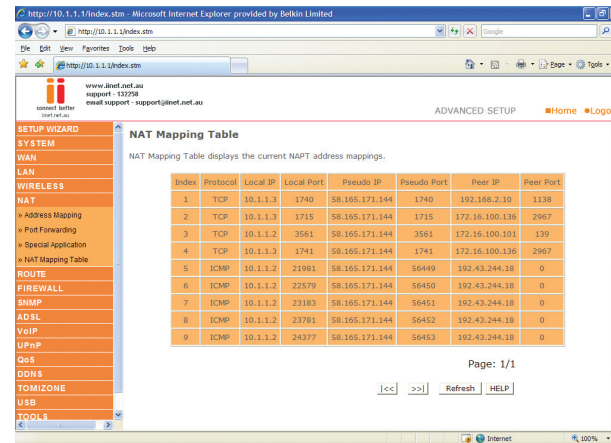 http://10.1.1.1/index.stm - Microsoft Internet Explorer provided by Belkin Limited
http://10.1.1.1/index.stm
Google
File Edit View Favorites Tools Help
http://10.1.1.1/index.stm
Page Tools
connect better
iinet.net.au
www.iinet.net.au
support - 132258
email support - support@iinet.net.au
ADVANCED SETUP Home Logo
SETUP WIZARD
SYSTEM
WAN
LAN
WIRELESS
NAT
» Address Mapping
» Port Forwarding
» Special Application
» NAT Mapping Table
ROUTE
FIREWALL
SNMP
ADSL
VoIP
UPnP
QoS
DDNS
TOMIZONE
USB
TOOLS
NAT Mapping Table
NAT Mapping Table displays the current NAPT address mappings.
Index Protocol Local IP Local Port Pseudo IP Pseudo Port Peer IP Peer Port
1 TCP 10.1.1.3 1740 58.165.171.144 1740 192.168.2.10 1138
2 TCP 10.1.1.3 1715 58.165.171.144 1715 172.16.100.136 2967
3 TCP 10.1.1.2 3561 58.165.171.144 3561 172.16.100.101 139
4 TCP 10.1.1.3 1741 58.165.171.144 1741 172.16.100.136 2967
5 ICMP 10.1.1.2 21981 58.165.171.144 56449 192.43.244.18 0
6 ICMP 10.1.1.2 22579 58.165.171.144 56450 192.43.244.18 0
7 ICMP 10.1.1.2 23183 58.165.171.144 56451 192.43.244.18 0
8 ICMP 10.1.1.2 23781 58.165.171.144 56452 192.43.244.18 0
9 ICMP 10.1.1.2 24377 58.165.171.144 56453 192.43.244.18 0
Page: 1/1
|<< >>| Refresh HELP
Internet 100%